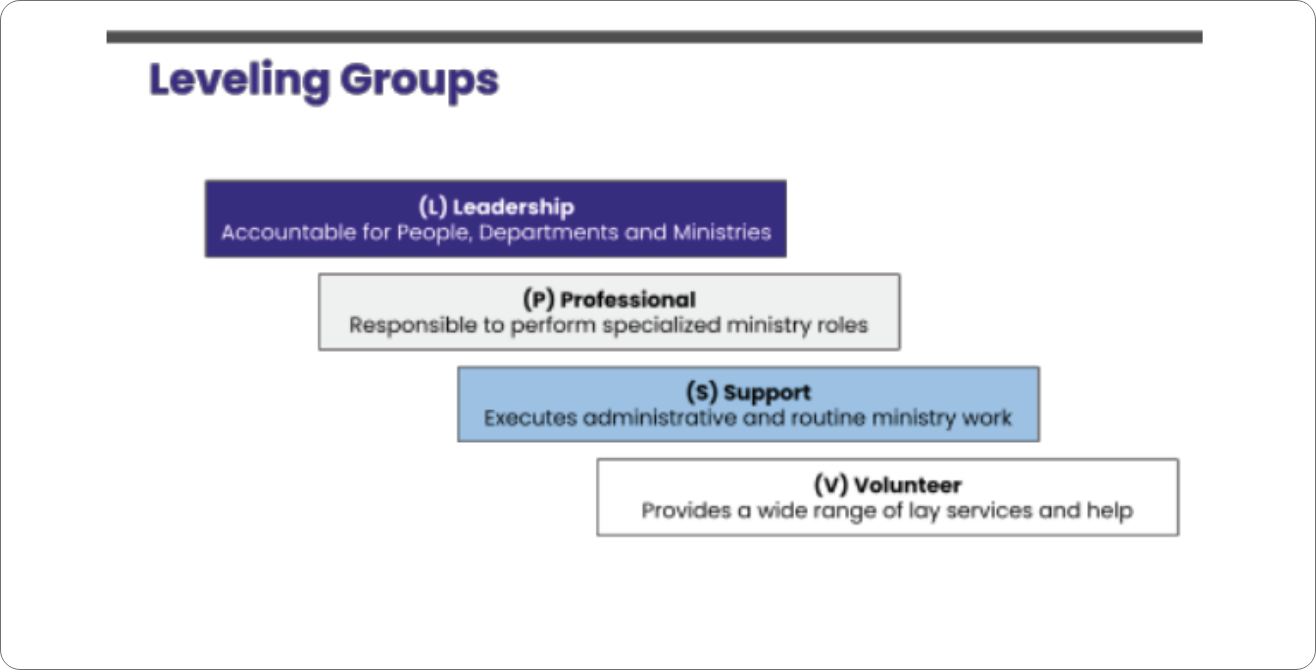 Leveling Groups
(L) Leadership
Accountable for People, Departments and Ministries
(P) Professional
Responsible to perform specialized ministry roles
(S) Support
Executes administrative and routine ministry work
(V) Volunteer
Provides a wide range of lay services and help